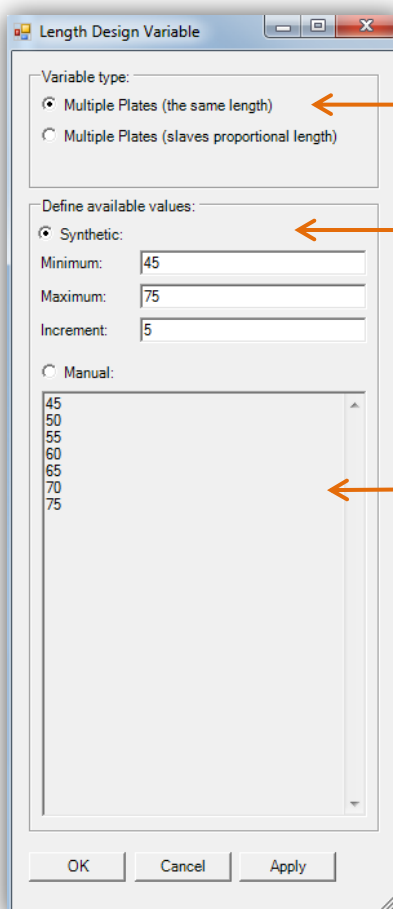 Length Design Variable
Variable type:
Multiple Plates (the same length)
Multiple Plates (slaves proportional length)
Define available values:
Synthetic:
Minimum: 45
Maximum: 75
Increment: 5
Manual:
45
50
55
60
65
70
75
OK Cancel Apply